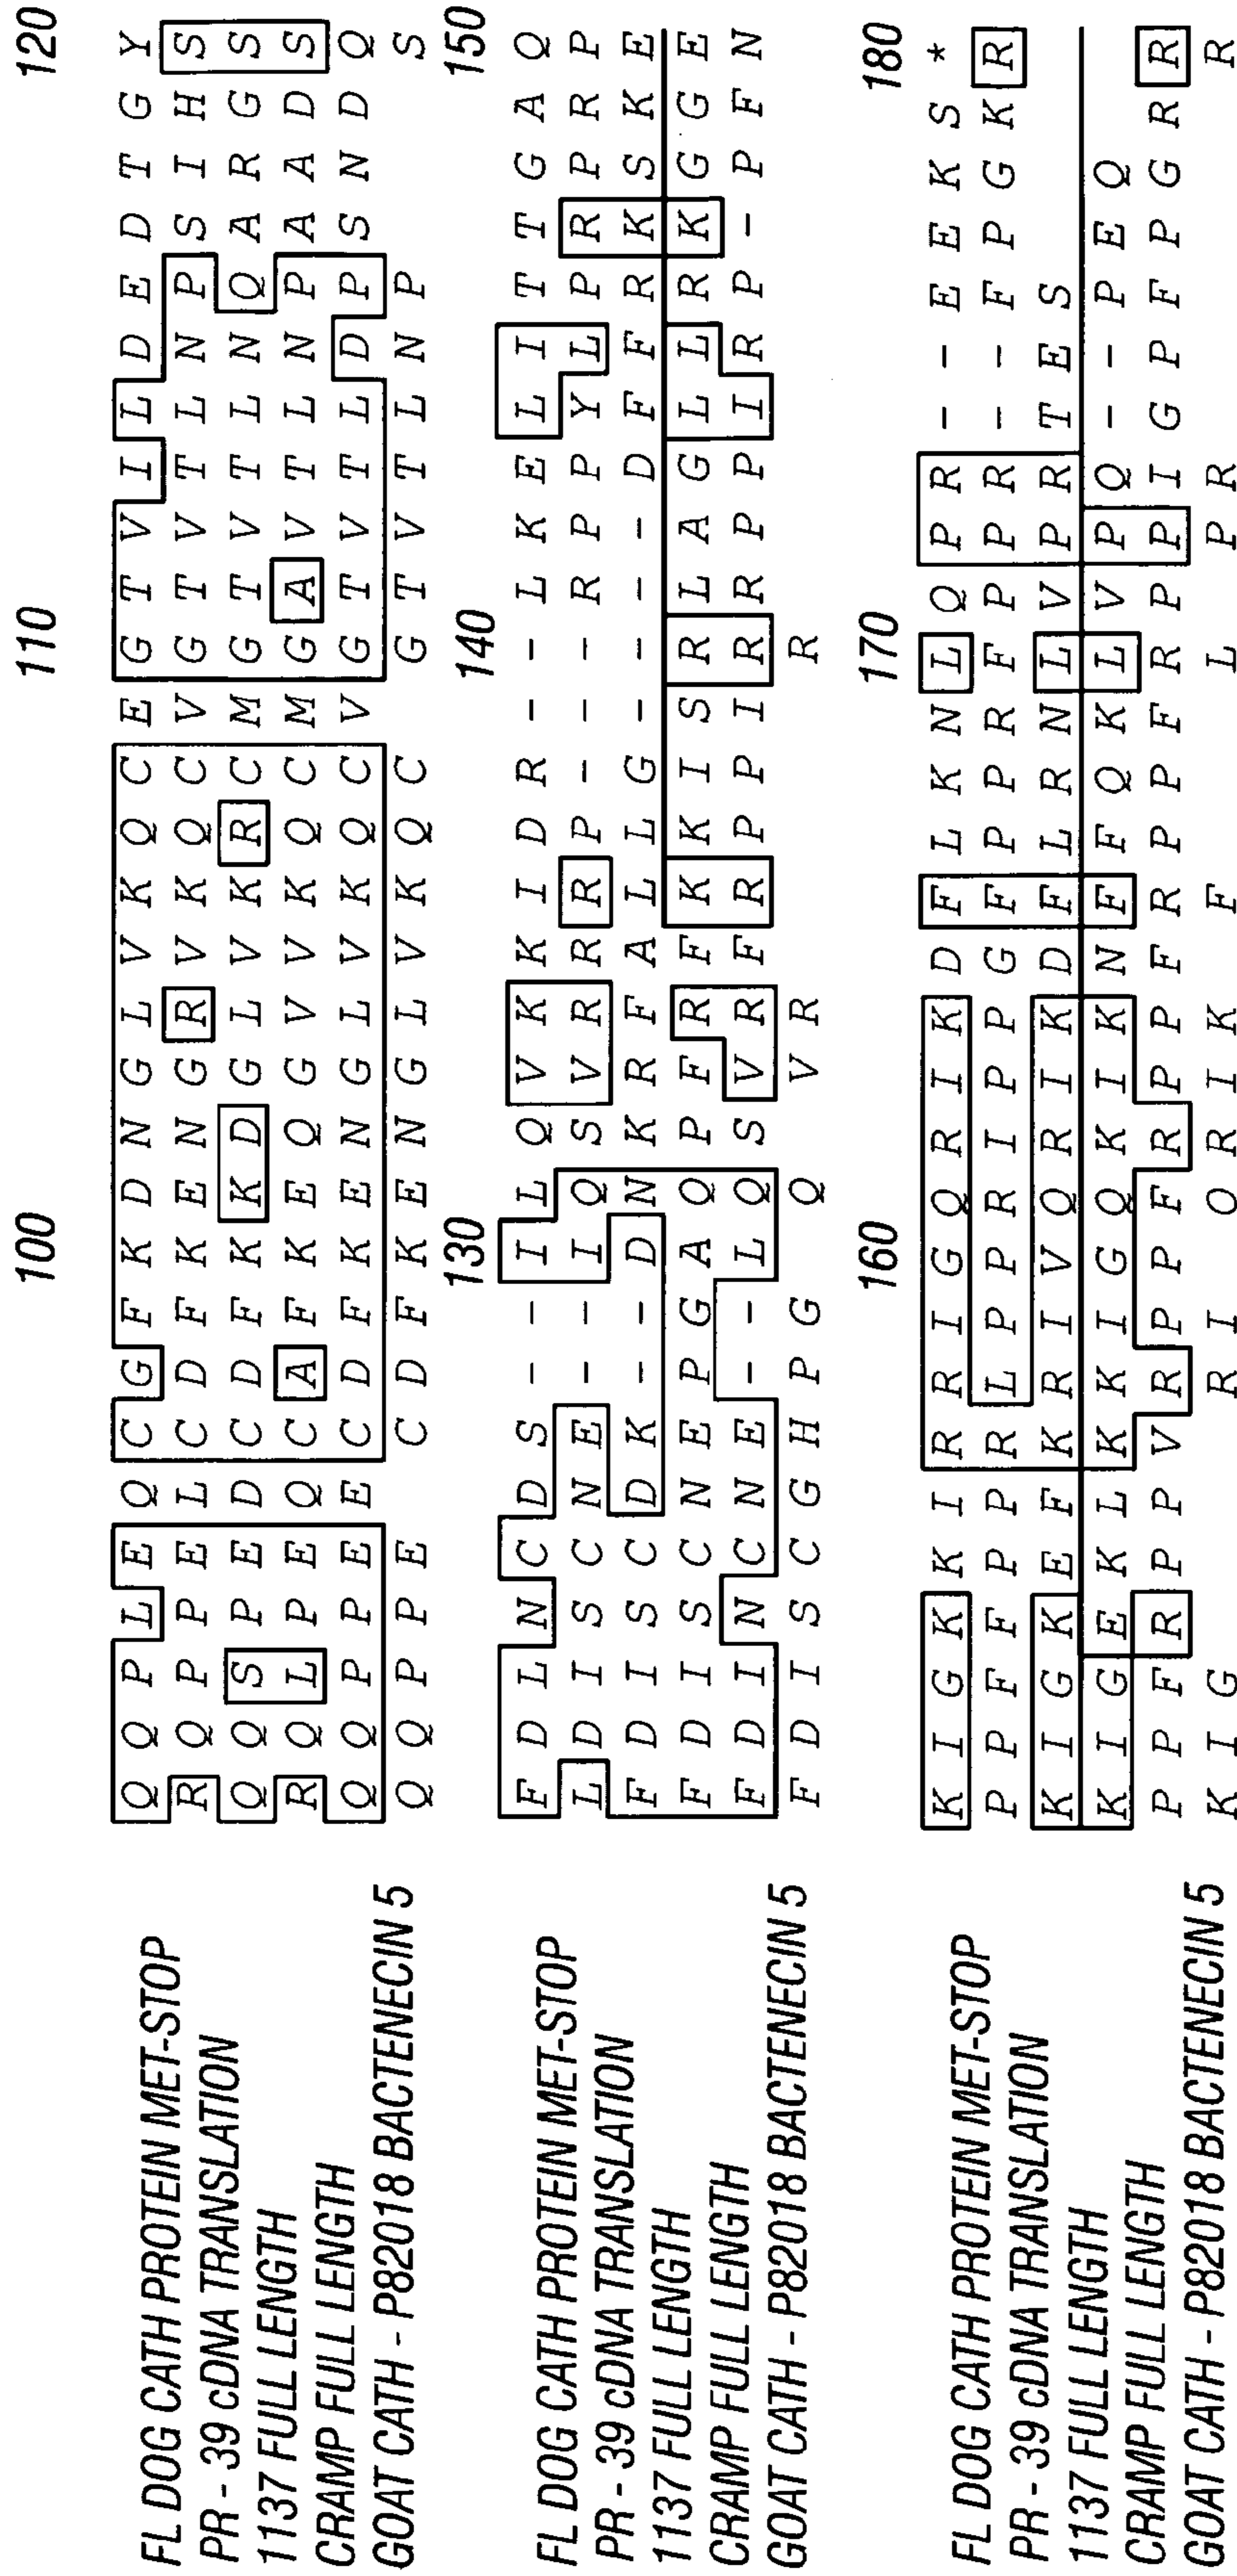 100 110 120
FL DOG CATH PROTEIN MET-STOP Q Q P L E Q C G F K D N G L V K Q C E G T V I L D E D T G Y
PR - 39 cDNA TRANSLATION R Q P P E L C D F K E N G R V K Q C V G T V T L N P S I H S
1137 FULL LENGTH Q Q S P E D C D F K K D G L V K R C M G T V T L N Q A R G S
CRAMP FULL LENGTH R Q L P E Q C A F K E Q G V V K Q C M G A V T L N P A A D S
GOAT CATH - P82018 BACTENECIN 5 Q Q P P E E C D F K E N G L V K Q C V G T V T L D P S N D Q
Q Q P P E C D F K E N G L V K Q C G T V T L N P S
130 140 150
FL DOG CATH PROTEIN MET-STOP F D L N C D S - - I L Q V K K I D R - - L K E L I T T G A Q
PR - 39 cDNA TRANSLATION L D I S C N E - - I Q S V R R R P - - - R P P Y L P R P R P
1137 FULL LENGTH F D I S C D K - - D N K R F A L L G - - - - D F F R K S K E
CRAMP FULL LENGTH F D I S C N E P G A Q P F R F K K I S R L A G L L R K G G E
GOAT CATH - P82018 BACTENECIN 5 F D I N C N E - - L Q S V R F R P P I R R P P I R P - P F N
F D I S C G H P G Q V R R
160 170 180
FL DOG CATH PROTEIN MET-STOP K I G K K I R R I G Q R I K D F L K N L Q P R - - E E K S *
PR - 39 cDNA TRANSLATION P P F F P P R L P P R I P P G F P P R F P P R - - F P G K R
1137 FULL LENGTH K I G K E F K R I V Q R I K D F L R N L V P R T E S
CRAMP FULL LENGTH K I G E K L K K I G Q K I K N F F Q K L V P Q - - P E Q
GOAT CATH - P82018 BACTENECIN 5 P P F R P P V R P P F R P P F R P P F R P P I G P F P G R R
K I G R I Q R I K F L P R R